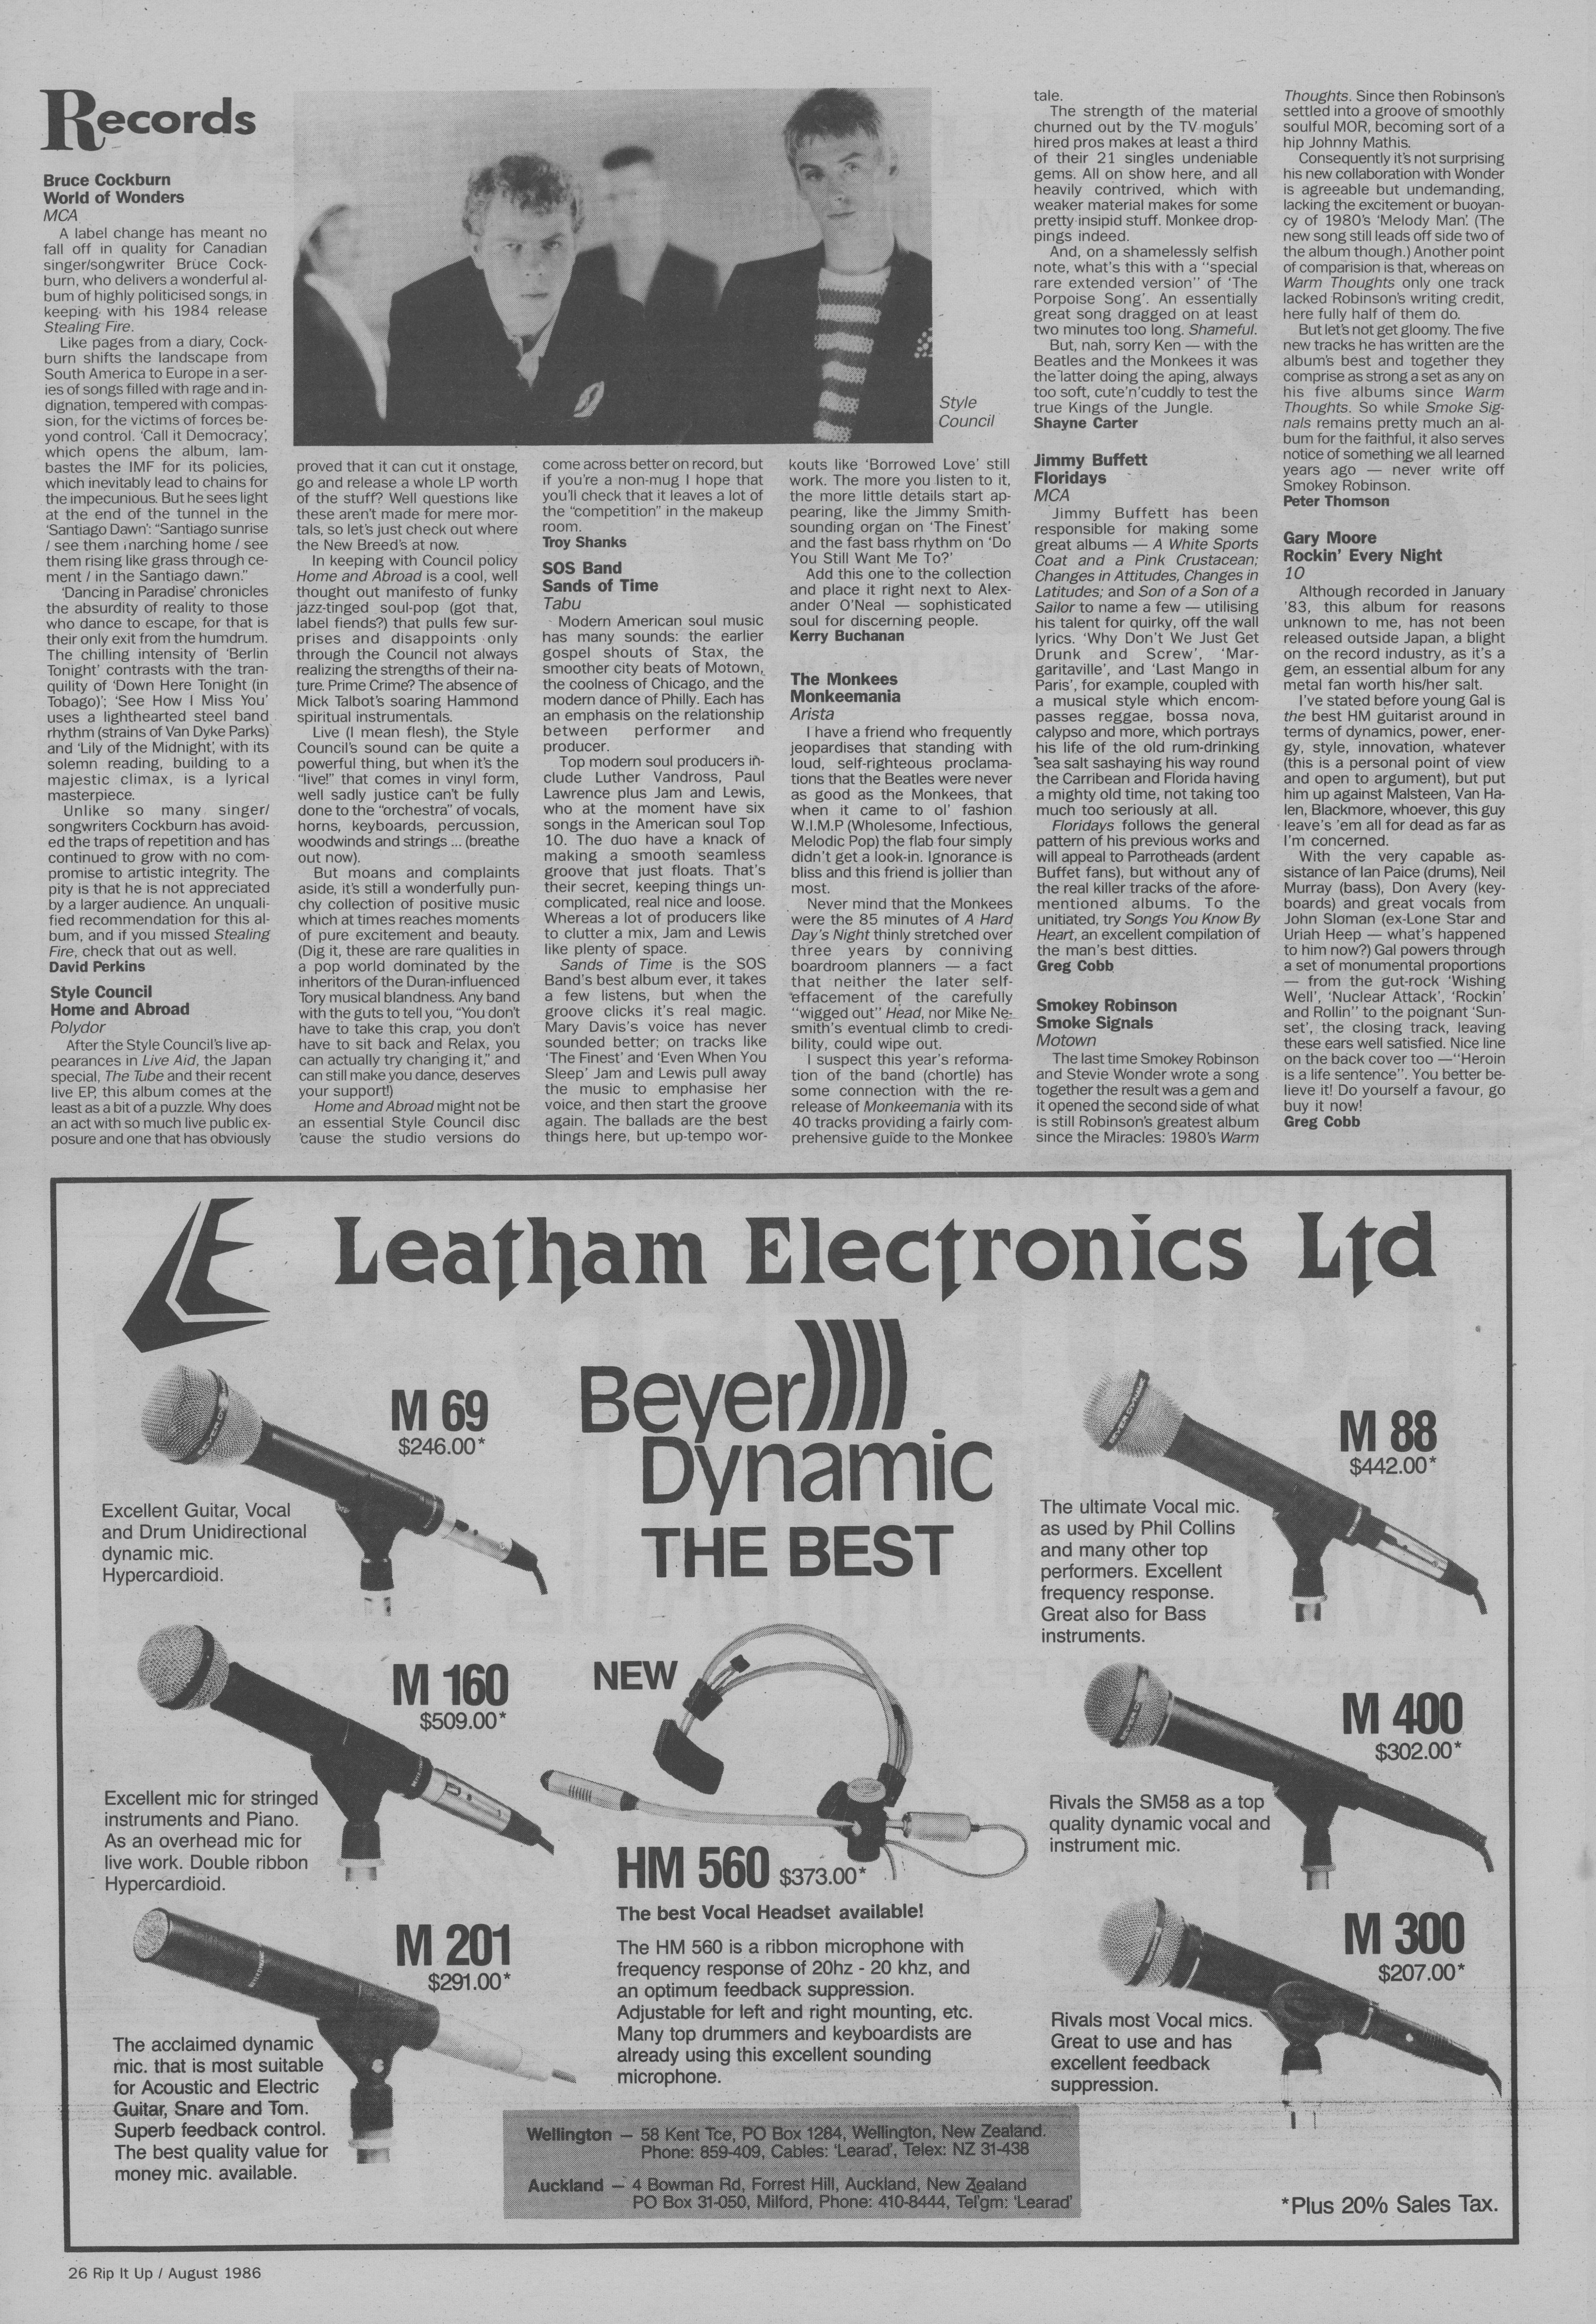 Records
Bruce Cockburn
World of Wonders
MCA
A label change has meant no
fall off in quality for Canadian
singer/songwriter Bruce Cock-
burn, who delivers a wonderful al-
bum of highly politicised songs, in
keeping with his 1984 release
Stealing Fire.
Like pages from a diary, Cock-
burn shifts the landscape from
South America to Europe in a ser-
ies of songs filled with rage and in-
dignation, tempered with compas-
sion, for the victims of forces be-
yond control. 'Call it Democracy',
which opens the album, lam-
bastes the IMF for its policies,
which inevitably lead to chains for
the impecunious. But he sees light
at the end of the tunnel in the
'Santiago Dawn': "Santiago sunrise
/ see them marching home / see
them rising like grass through ce-
ment / in the Santiago dawn."
'Dancing in Paradise' chronicles
the absurdity of reality to those
who dance to escape, for that is
their only exit from the humdrum.
The chilling intensity of 'Berlin
Tonight' contrasts with the tran-
quility of 'Down Here Tonight (in
Tobago)'; 'See How I Miss You'
uses a lighthearted steel band
rhythm (strains of Van Dyke Parks)
and 'Lily of the Midnight', with its
solemn reading, building to a
majestic climax, is a lyrical
masterpiece.
Unlike so many singer/
songwriters Cockburn has avoid-
ed the traps of repetition and has
continued to grow with no com-
promise to artistic integrity. The
pity is that he is not appreciated
by a larger audience. An unquali-
fied recommendation for this al-
bum, and if you missed Stealing
Fire, check that out as well.
David Perkins
Style Council
Home and Abroad
Polydor
After the Style Council's live ap-
pearances in Live Aid, the Japan
special, The Tube and their recent
live EP, this album comes at the
least as a bit of a puzzle. Why does
an act with so much live public ex-
posure and one that has obviously
Style
Council
proved that it can cut it onstage,
go and release a whole LP worth
of the stuff? Well questions like
these aren't made for mere mor-
tals, so let's just check out where
the New Breed's at now.
In keeping with Council policy
Home and Abroad is a cool, well
thought out manifesto of funky
jazz-tinged soul-pop (got that,
label fiends?) that pulls few sur-
prises and disappoints only
through the Council not always
realizing the strengths of their na-
ture. Prime Crime? The absence of
Mick Talbot's soaring Hammond
spiritual instrumentals.
Live (I mean flesh), the Style
Council's sound can be quite a
powerful thing, but when it's the
"live!" that comes in vinyl form,
well sadly justice can't be fully
done to the "orchestra" of vocals,
horns, keyboards, percussion,
woodwinds and strings ... (breathe
out now).
But moans and complaints
aside, it's still a wonderfully pun-
chy collection of positive music
which at times reaches moments
of pure excitement and beauty.
(Dig it, these are rare qualities in
a pop world dominated by the
inheritors of the Duran-influenced
Tory musical blandness. Any band
with the guts to tell you, "You don't
have to take this crap, you don't
have to sit back and Relax, you
can actually try changing it," and
can still make you dance, deserves
your support!)
Home and Abroad might not be
an essential Style Council disc
'cause the studio versions do
come across better on record, but
if you're a non-mug I hope that
you'll check that it leaves a lot of
the "competition" in the makeup
room.
Troy Shanks
SOS Band
Sands of Time
Tabu
Modern American soul music
has many sounds: the earlier
gospel shouts of Stax, the
smoother city beats of Motown,
the coolness of Chicago, and the
modern dance of Philly. Each has
an emphasis on the relationship
between performer and
producer.
Top modern soul producers in-
clude Luther Vandross, Paul
Lawrence plus Jam and Lewis,
who at the moment have six
songs in the American soul Top
10. The duo have a knack of
making a smooth seamless
groove that just floats. That's
their secret, keeping things un-
complicated, real nice and loose.
Whereas a lot of producers like
to clutter a mix, Jam and Lewis
like plenty of space.
Sands of Time is the SOS
Band's best album ever, it takes
a few listens, but when the
groove clicks it's real magic.
Mary Davis's voice has never
sounded better; on tracks like
'The Finest' and 'Even When You
Sleep' Jam and Lewis pull away
the music to emphasise her
voice, and then start the groove
again. The ballads are the best
things here, but up-tempo wor-
kouts like 'Borrowed Love' still
work. The more you listen to it,
the more little details start ap-
pearing, like the Jimmy Smith-
sounding organ on 'The Finest'
and the fast bass rhythm on 'Do
You Still Want Me To?'
Add this one to the collection
and place it right next to Alex-
ander O'Neal — sophisticated
soul for discerning people.
Kerry Buchanan
The Monkees
Monkeemania
Arista
I have a friend who frequently
jeopardises that standing with
loud, self-righteous proclama-
tions that the Beatles were never
as good as the Monkees, that
when it came to ol' fashion
W.I.M.P (Wholesome, Infectious,
Melodic Pop) the flab four simply
didn't get a look-in. Ignorance is
bliss and this friend is jollier than
most.
Never mind that the Monkees
were the 85 minutes of A Hard
Day's Night thinly stretched over
three years by conniving
boardroom planners — a fact
that neither the later self-
effacement of the carefully
"wigged out" Head, nor Mike Ne-
smith's eventual climb to credi-
bility, could wipe out.
I suspect this year's reforma-
tion of the band (chortle) has
some connection with the re-
release of Monkeemania with its
40 tracks providing a fairly com-
prehensive guide to the Monkee
tale.
The strength of the material
churned out by the TV moguls'
hired pros makes at least a third
of their 21 singles undeniable
gems. All on show here, and all
heavily contrived, which with
weaker material makes for some
pretty insipid stuff. Monkee drop-
pings indeed.
And, on a shamelessly selfish
note, what's this with a "special
rare extended version" of 'The
Porpoise Song'. An essentially
great song dragged on at least
two minutes too long. Shameful.
But, nah, sorry Ken — with the
Beatles and the Monkees it was
the latter doing the aping, always
too soft, cute'n'cuddly to test the
true Kings of the Jungle.
Shayne Carter
Jimmy Buffett
Floridays
MCA
Jimmy Buffett has been
responsible for making some
great albums — A White Sports
Coat and a Pink Crustacean;
Changes in Attitudes, Changes in
Latitudes; and Son of a Son of a
Sailor to name a few — utilising
his talent for quirky, off the wall
lyrics. 'Why Don't We Just Get
Drunk and Screw', 'Mar-
garitaville', and 'Last Mango in
Paris', for example, coupled with
a musical style which encom-
passes reggae, bossa nova,
calypso and more, which portrays
his life of the old rum-drinking
sea salt sashaying his way round
the Carribean and Florida having
a mighty old time, not taking too
much too seriously at all.
Floridays follows the general
pattern of his previous works and
will appeal to Parrotheads (ardent
Buffet fans), but without any of
the real killer tracks of the afore-
mentioned albums. To the
unitiated, try Songs You Know By
Heart, an excellent compilation of
the man's best ditties.
Greg Cobb
Smokey Robinson
Smoke Signals
Motown
The last time Smokey Robinson
and Stevie Wonder wrote a song
together the result was a gem and
it opened the second side of what
is still Robinson's greatest album
since the Miracles: 1980's Warm
Thoughts. Since then Robinson's
settled into a groove of smoothly
soulful MOR, becoming sort of a
hip Johnny Mathis.
Consequently it's not surprising
his new collaboration with Wonder
is agreeable but undemanding,
lacking the excitement or buoyan-
cy of 1980's 'Melody Man'. (The
new song still leads off side two of
the album though.) Another point
of comparision is that, whereas on
Warm Thoughts only one track
lacked Robinson's writing credit,
here fully half of them do.
But let's not get gloomy. The five
new tracks he has written are the
album's best and together they
comprise as strong a set as any on
his five albums since Warm
Thoughts. So while Smoke Sig-
nals remains pretty much an al-
bum for the faithful, it also serves
notice of something we all learned
years ago — never write off
Smokey Robinson.
Peter Thomson
Gary Moore
Rockin' Every Night
10
Although recorded in January
'83, this album for reasons
unknown to me, has not been
released outside Japan, a blight
on the record industry, as it's a
gem, an essential album for any
metal fan worth his/her salt.
I've stated before young Gal is
the best HM guitarist around in
terms of dynamics, power, ener-
gy, style, innovation, whatever
(this is a personal point of view
and open to argument), but put
him up against Malsteen, Van Ha-
len, Blackmore, whoever, this guy
leave's 'em all for dead as far as
I'm concerned.
With the very capable as-
sistance of Ian Paice (drums), Neil
Murray (bass), Don Avery (key-
boards) and great vocals from
John Sloman (ex-Lone Star and
Uriah Heep — what's happened
to him now?) Gal powers through
a set of monumental proportions
— from the gut-rock 'Wishing
Well', 'Nuclear Attack', 'Rockin'
and Rollin'' to the poignant 'Sun-
set', the closing track, leaving
these ears well satisfied. Nice line
on the back cover too —"Heroin
is a life sentence". You better be-
lieve it! Do yourself a favour, go
buy it now!
Greg Cobb
Leatham Electronics Ltd
Beyer
Dynamic
THE BEST
M 69
$246.00*
Excellent Guitar, Vocal
and Drum Unidirectional
dynamic mic.
Hypercardioid.
M 88
$442.00*
The ultimate Vocal mic.
as used by Phil Collins
and many other top
performers. Excellent
frequency response.
Great also for Bass
instruments.
M 160
$509.00*
Excellent mic for stringed
instruments and Piano.
As an overhead mic for
live work. Double ribbon
Hypercardioid.
NEW
HM 560 $373.00*
The best Vocal Headset available!
The HM 560 is a ribbon microphone with
frequency response of 20hz - 20 khz, and
an optimum feedback suppression.
Adjustable for left and right mounting, etc.
Many top drummers and keyboardists are
already using this excellent sounding
microphone.
M 400
$302.00*
Rivals the SM58 as a top
quality dynamic vocal and
instrument mic.
M 201
$291.00*
The acclaimed dynamic
mic. that is most suitable
for Acoustic and Electric
Guitar, Snare and Tom.
Superb feedback control.
The best quality value for
money mic. available.
M 300
$207.00*
Rivals most Vocal mics.
Great to use and has
excellent feedback
suppression.
Wellington — 58 Kent Tce, PO Box 1284, Wellington, New Zealand.
Phone: 859-409, Cables: 'Learad', Telex: NZ 31-438
Auckland — 4 Bowman Rd, Forrest Hill, Auckland, New Zealand
PO Box 31-050, Milford, Phone: 410-8444, Tel'gm: 'Learad'
*Plus 20% Sales Tax.
26 Rip It Up / August 1986